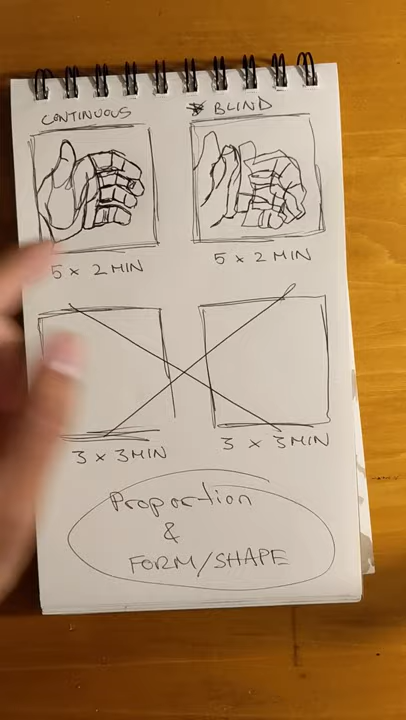 CONTINUOUS
BLIND
5 x 2 MIN
5 x 2 MIN
3 x 3 MIN
3 x 3 MIN
Proportion
&
FORM/SHAPE